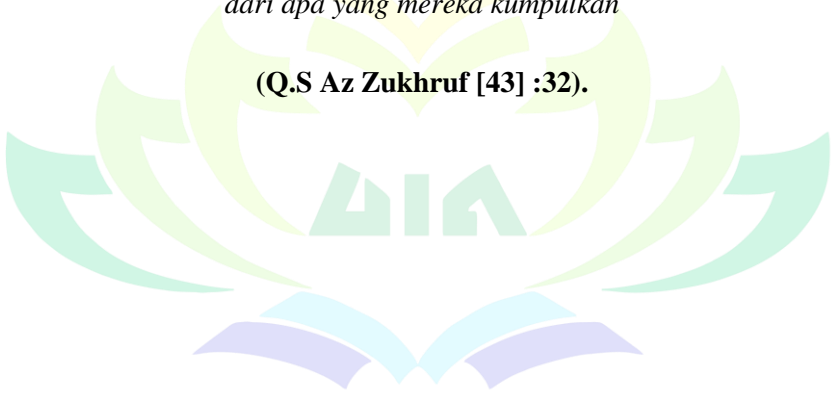 dari apa yang mereka kumpulkan
(Q.S Az Zukhruf [43] :32).